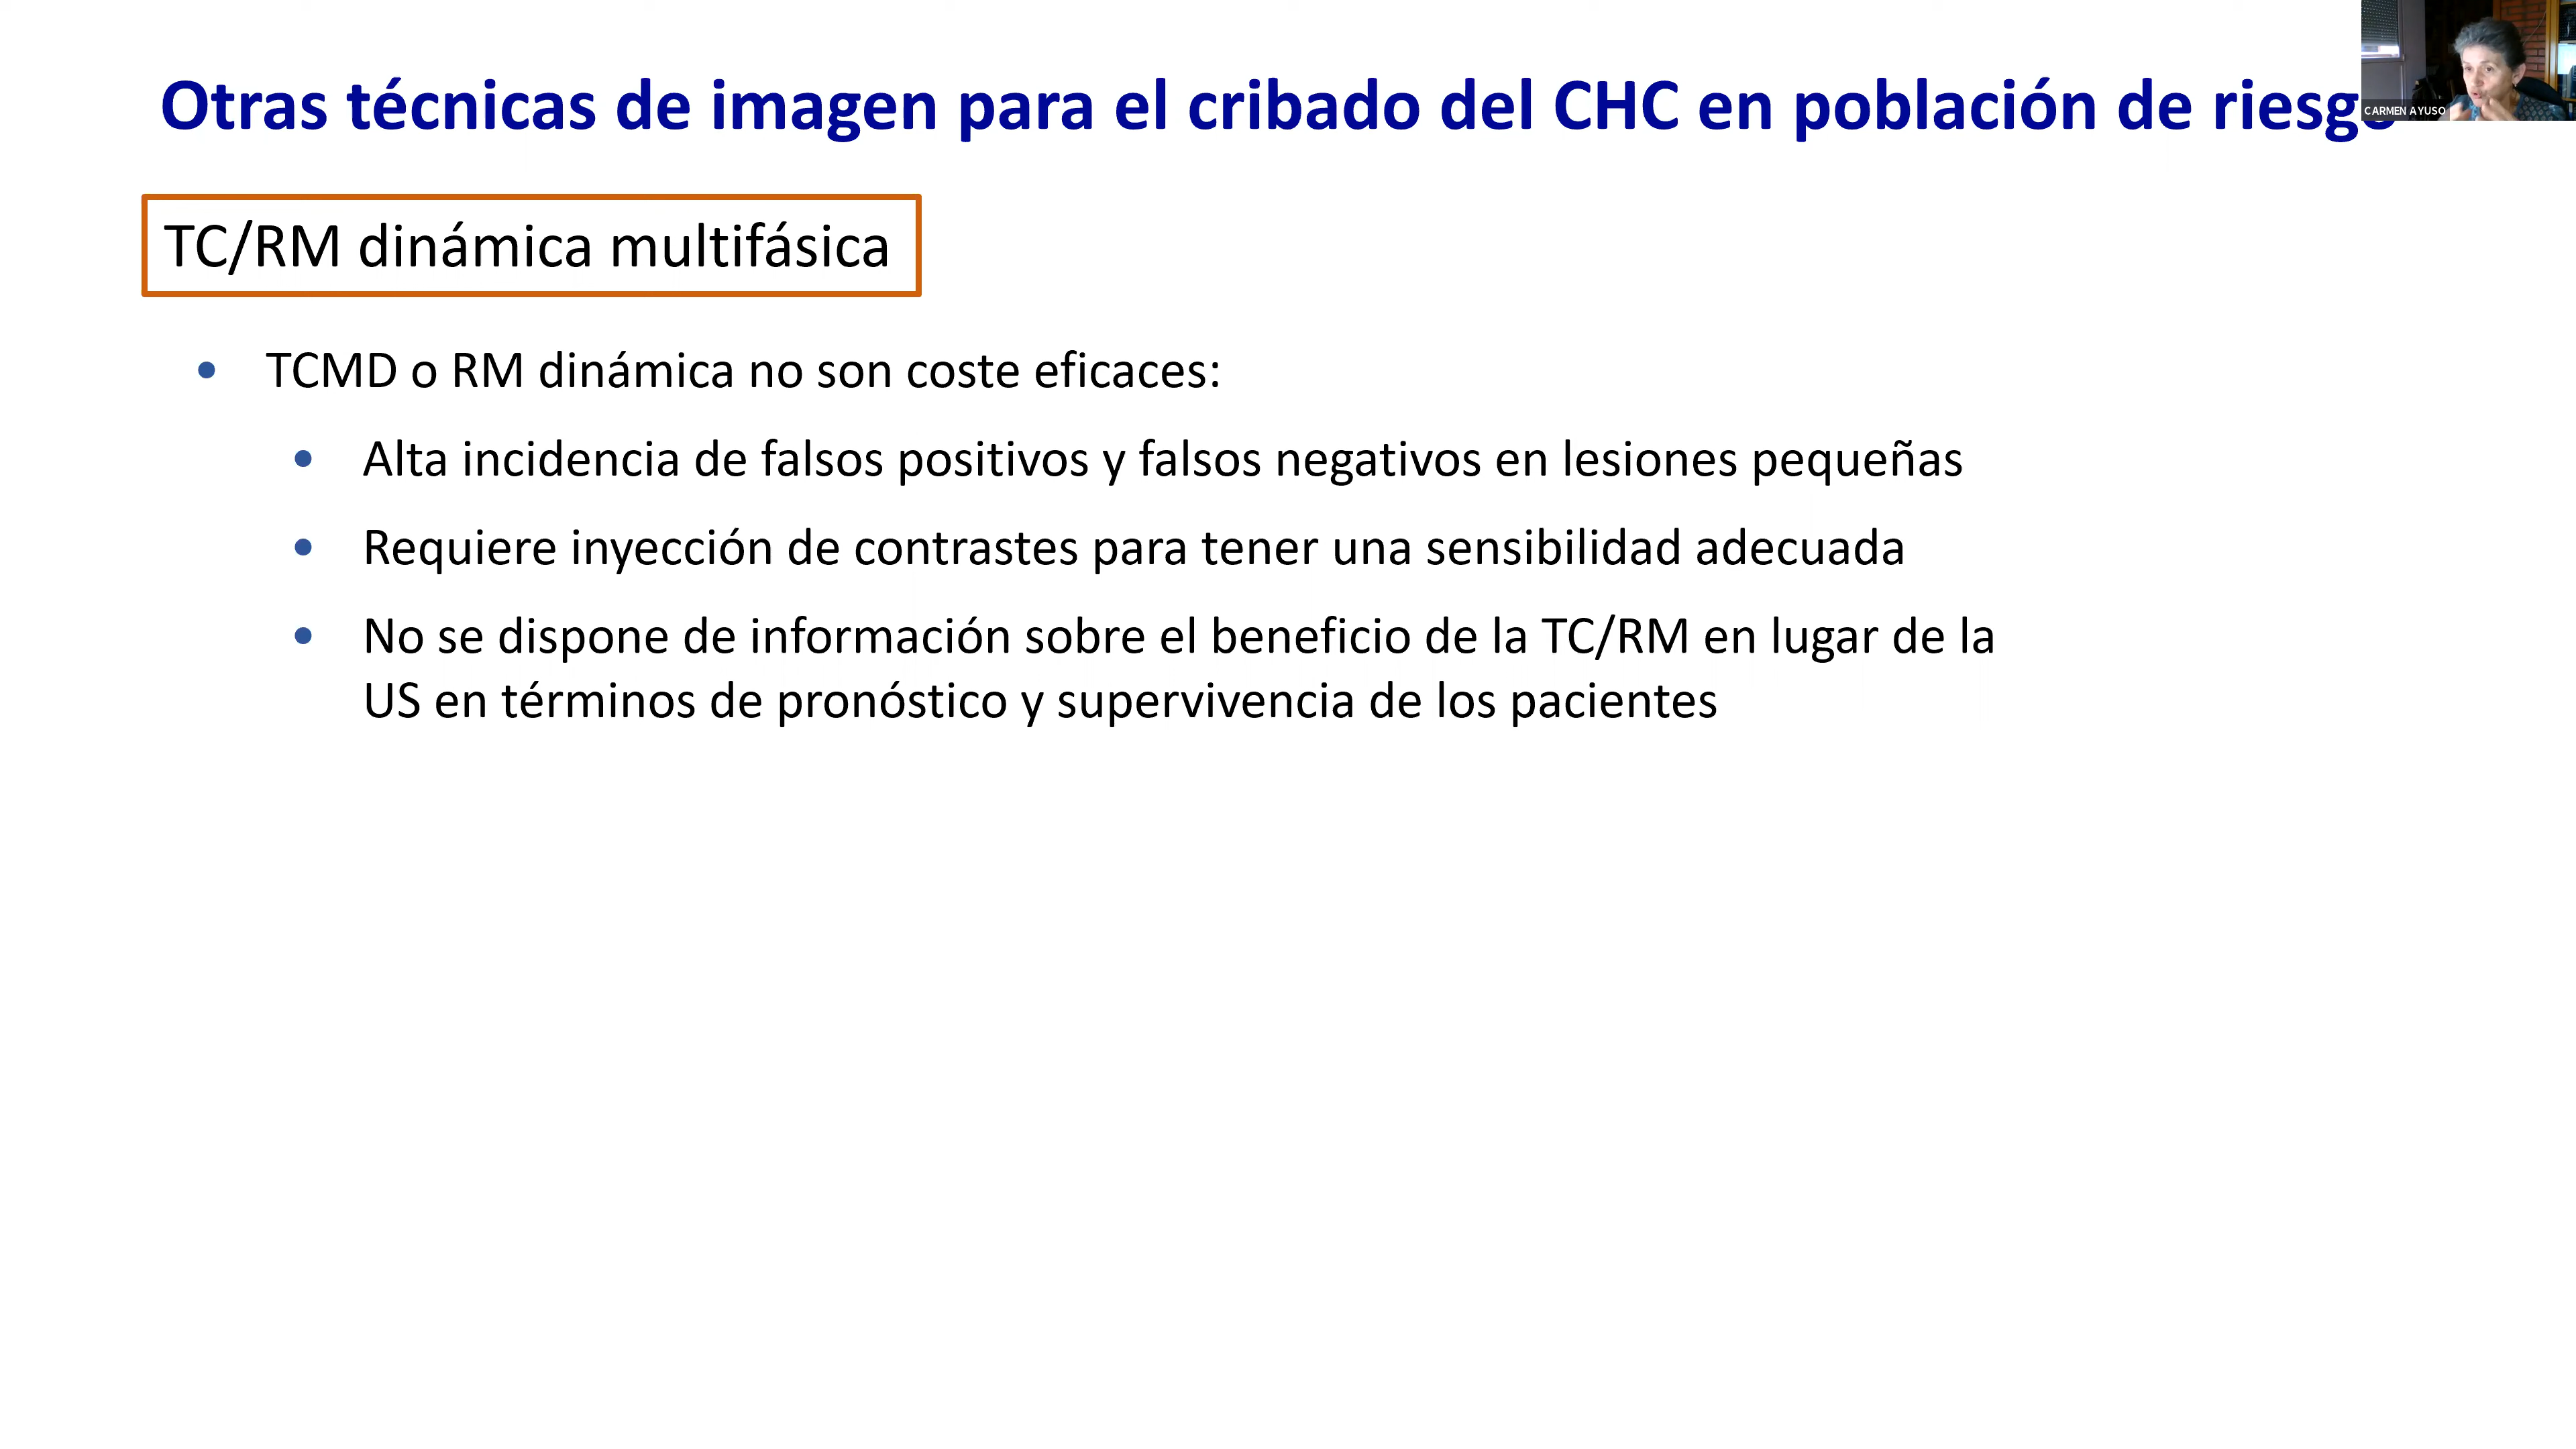 Otras técnicas de imagen para el cribado del CHC en población de riesgo
CARMEN AYUSO
TC/RM dinámica multifásica
• TCMD o RM dinámica no son coste eficaces:
• Alta incidencia de falsos positivos y falsos negativos en lesiones pequeñas
• Requiere inyección de contrastes para tener una sensibilidad adecuada
• No se dispone de información sobre el beneficio de la TC/RM en lugar de la
US en términos de pronóstico y supervivencia de los pacientes